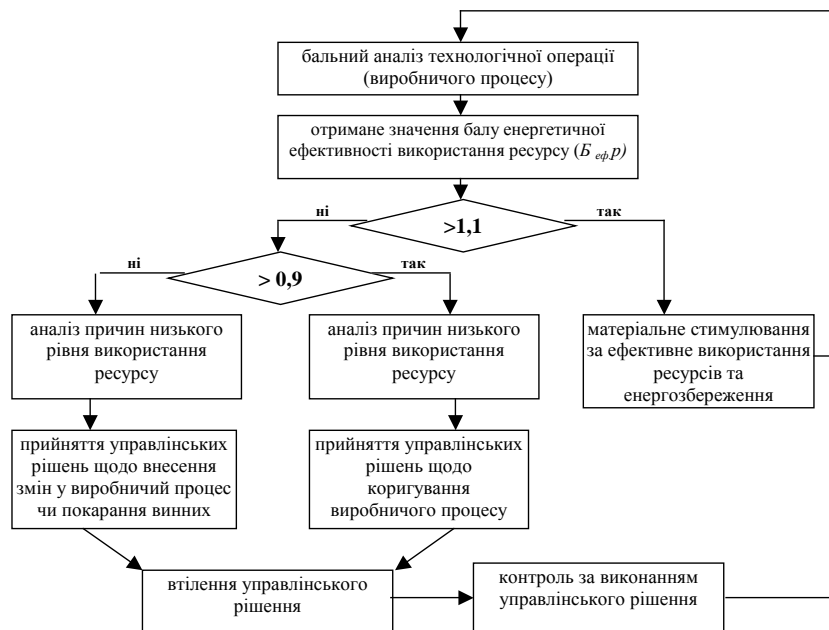 бальний аналіз технологічної операції
(виробничого процесу)
отримане значення балу енергетичної
ефективності використання ресурсу (Б еф.р)
ні
>1,1
так
ні
> 0,9
так
аналіз причин низького
рівня використання
ресурсу
аналіз причин низького
рівня використання
ресурсу
матеріальне стимулювання
за ефективне використання
ресурсів та
енергозбереження
прийняття управлінських
рішень щодо внесення
змін у виробничий процес
чи покарання винних
прийняття управлінських
рішень щодо
коригування
виробничого процесу
втілення управлінського
рішення
контроль за виконанням
управлінського рішення